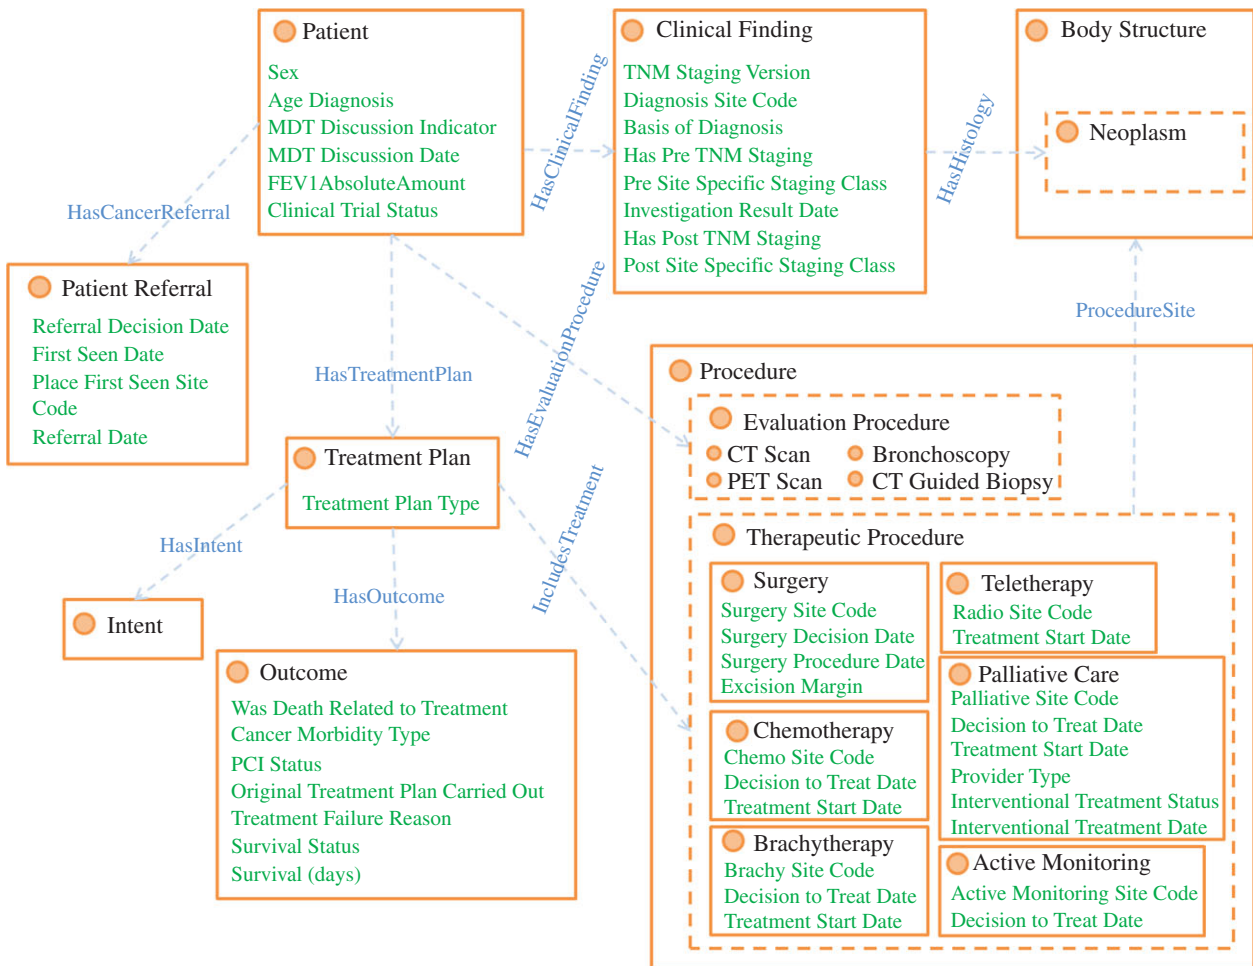 Patient
Sex
Age Diagnosis
MDT Discussion Indicator
MDT Discussion Date
FEV1AbsoluteAmount
Clinical Trial Status
HasClinicalFinding
Clinical Finding
TNM Staging Version
Diagnosis Site Code
Basis of Diagnosis
Has Pre TNM Staging
Pre Site Specific Staging Class
Investigation Result Date
Has Post TNM Staging
Post Site Specific Staging Class
HasHistology
Body Structure
Neoplasm
HasCancerReferral
Patient Referral
Referral Decision Date
First Seen Date
Place First Seen Site
Code
Referral Date
HasTreatmentPlan
HasEvaluationProcedure
ProcedureSite
Treatment Plan
Treatment Plan Type
HasIntent
Intent
HasOutcome
IncludesTreatment
Outcome
Was Death Related to Treatment
Cancer Morbidity Type
PCI Status
Original Treatment Plan Carried Out
Treatment Failure Reason
Survival Status
Survival (days)
Procedure
Evaluation Procedure
CT Scan
Bronchoscopy
PET Scan
CT Guided Biopsy
Therapeutic Procedure
Surgery
Surgery Site Code
Surgery Decision Date
Surgery Procedure Date
Excision Margin
Teletherapy
Radio Site Code
Treatment Start Date
Chemotherapy
Chemo Site Code
Decision to Treat Date
Treatment Start Date
Palliative Care
Palliative Site Code
Decision to Treat Date
Treatment Start Date
Provider Type
Interventional Treatment Status
Interventional Treatment Date
Brachytherapy
Brachy Site Code
Decision to Treat Date
Treatment Start Date
Active Monitoring
Active Monitoring Site Code
Decision to Treat Date